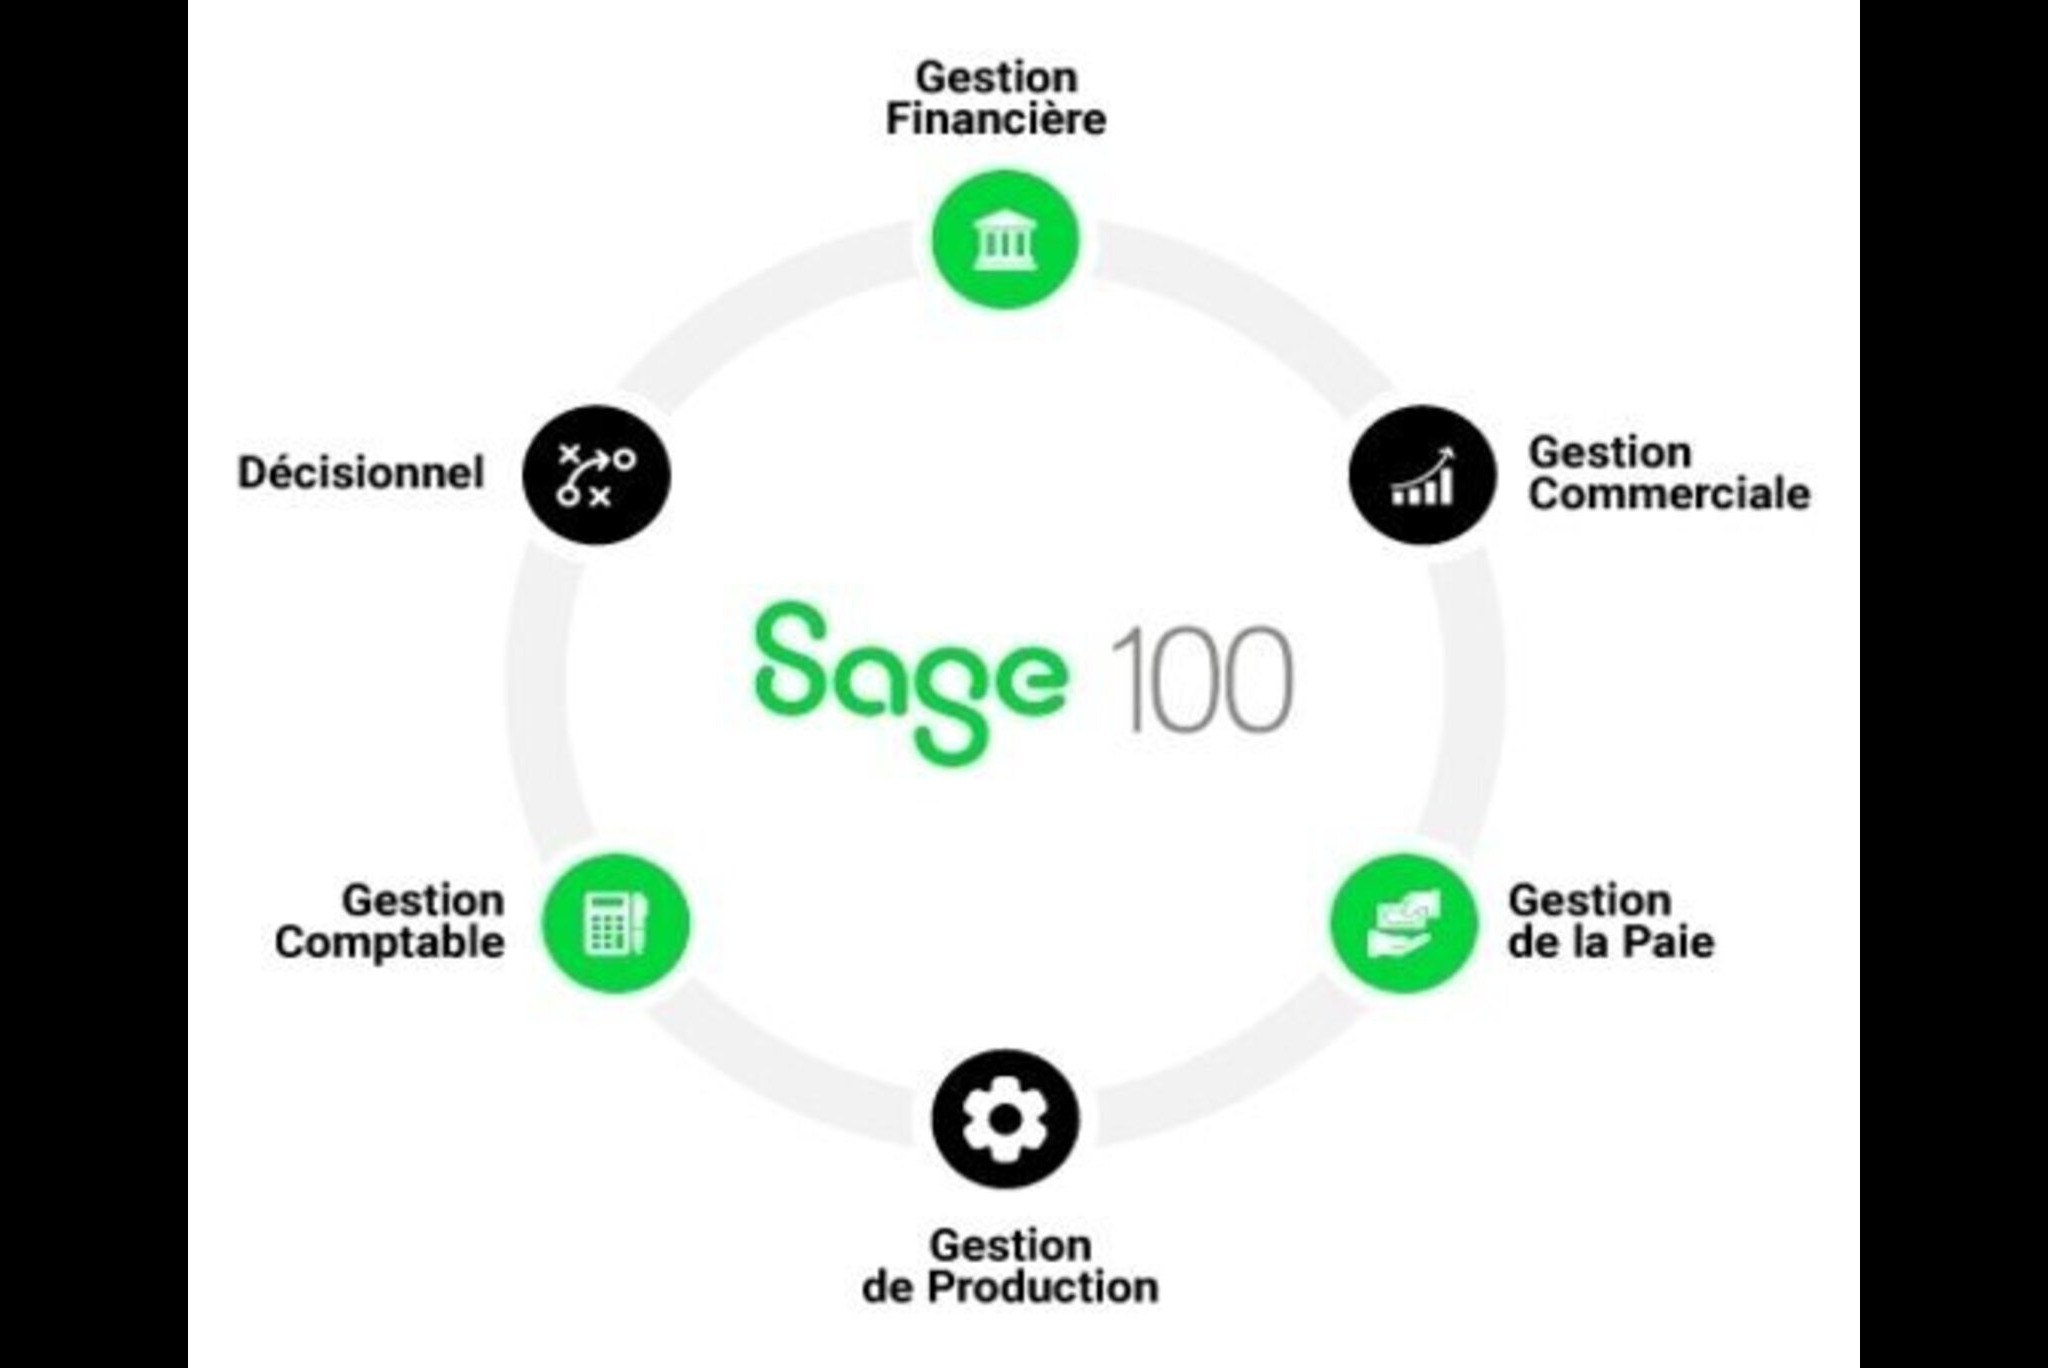 Gestion
Financière
Décisionnel
Gestion
Commerciale
Sage 100
Gestion
Comptable
Gestion
de la Paie
Gestion
de Production